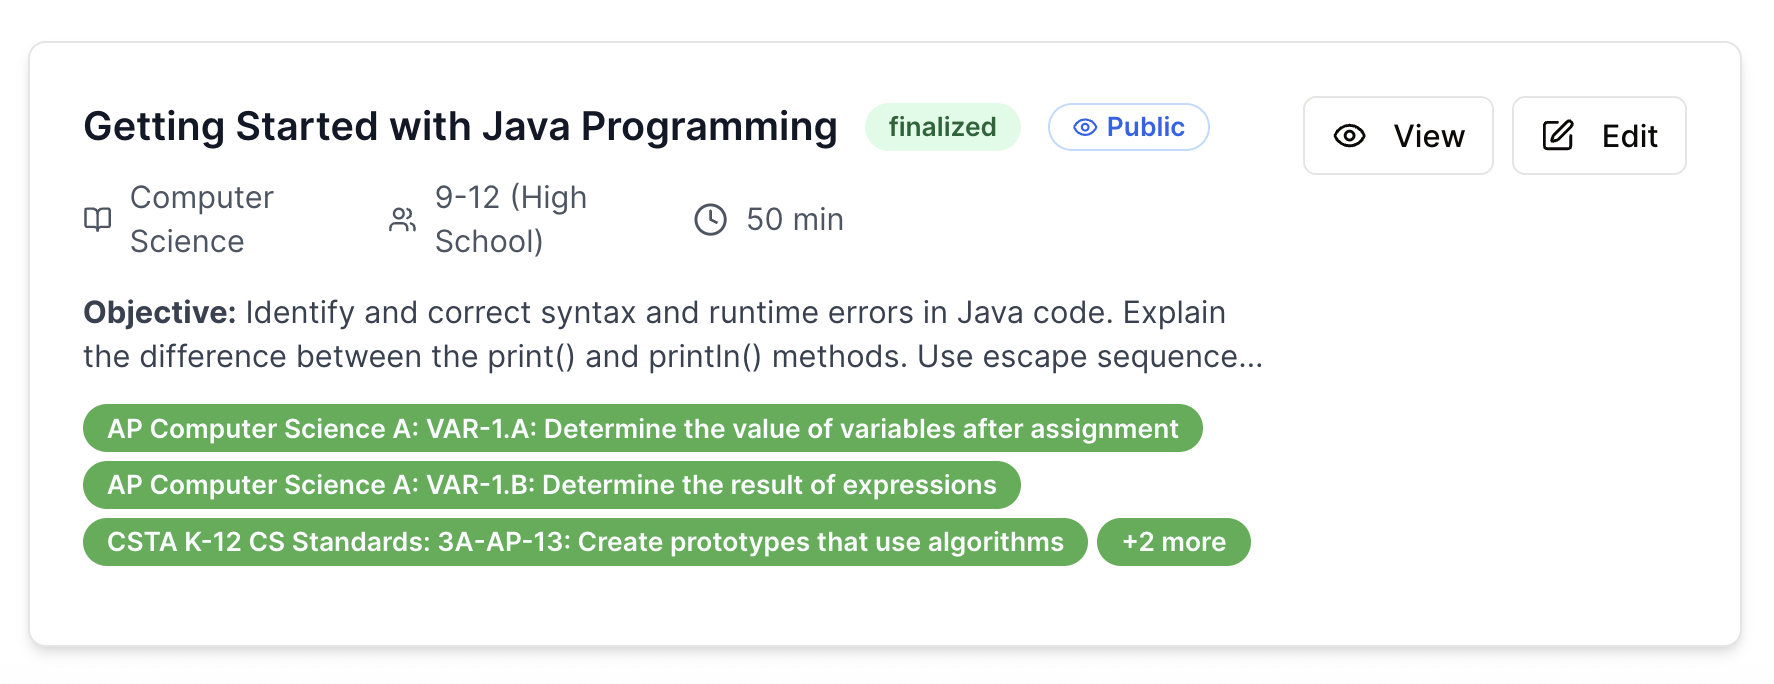 Getting Started with Java Programming finalized Public View Edit
Computer Science 9-12 (High School) 50 min
Objective: Identify and correct syntax and runtime errors in Java code. Explain
the difference between the print() and println() methods. Use escape sequence...
AP Computer Science A: VAR-1.A: Determine the value of variables after assignment
AP Computer Science A: VAR-1.B: Determine the result of expressions
CSTA K-12 CS Standards: 3A-AP-13: Create prototypes that use algorithms +2 more